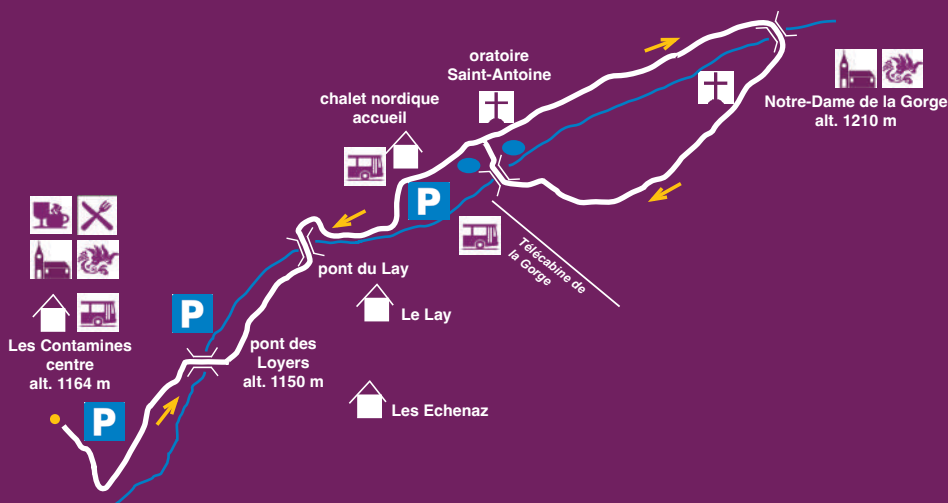 oratoire
Saint-Antoine
chalet nordique
accueil
Notre-Dame de la Gorge
alt. 1210 m
P
Télécabine de
la Gorge
pont du Lay
Le Lay
P
Les Contamines
centre
alt. 1164 m
pont des
Loyers
alt. 1150 m
Les Echenaz
P